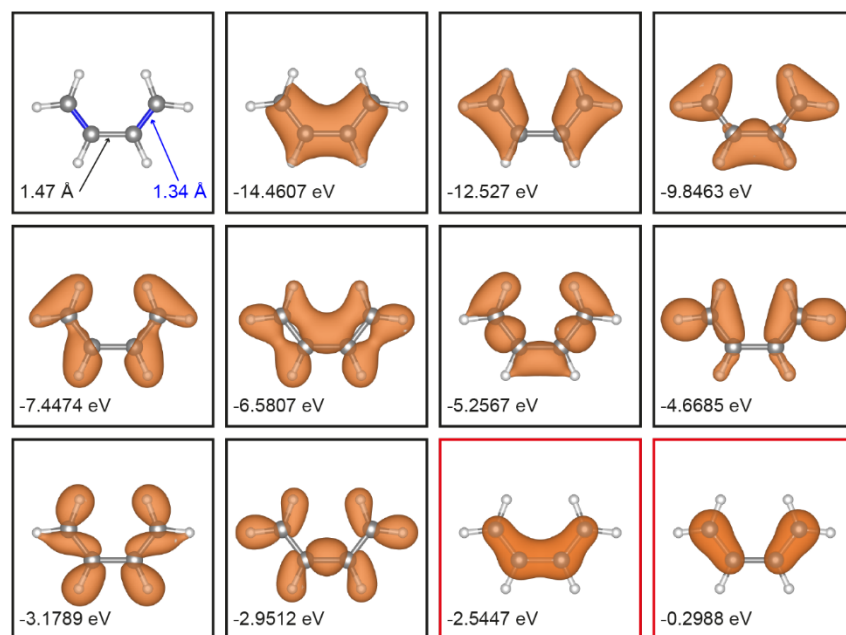 1.47 Å 1.34 Å
-14.4607 eV
-12.527 eV
-9.8463 eV
-7.4474 eV
-6.5807 eV
-5.2567 eV
-4.6685 eV
-3.1789 eV
-2.9512 eV
-2.5447 eV
-0.2988 eV